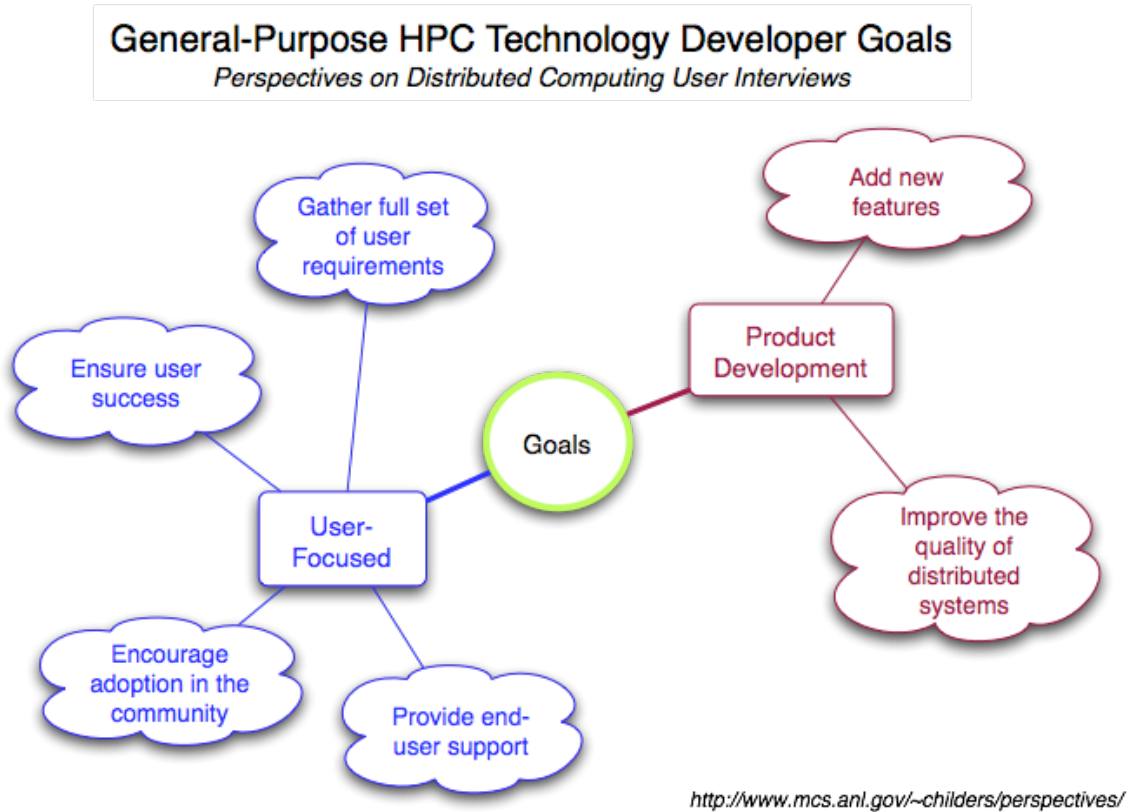 General-Purpose HPC Technology Developer Goals
Perspectives on Distributed Computing User Interviews
Add new
features
Gather full set
of user
requirements
Product
Development
Ensure user
success
Goals
User-
Focused
Improve the
quality of
distributed
systems
Encourage
adoption in the
community
Provide end-
user support
http://www.mcs.anl.gov/~childers/perspectives/